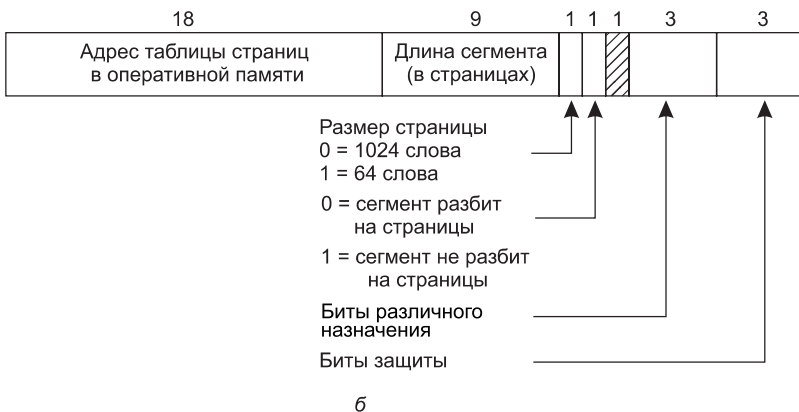 18 9 1 1 1 3 3
Адрес таблицы страниц
в оперативной памяти
Длина сегмента
(в страницах)
Размер страницы
0 = 1024 слова
1 = 64 слова
0 = сегмент разбит
на страницы
1 = сегмент не разбит
на страницы
Биты различного
назначения
Биты защиты
б